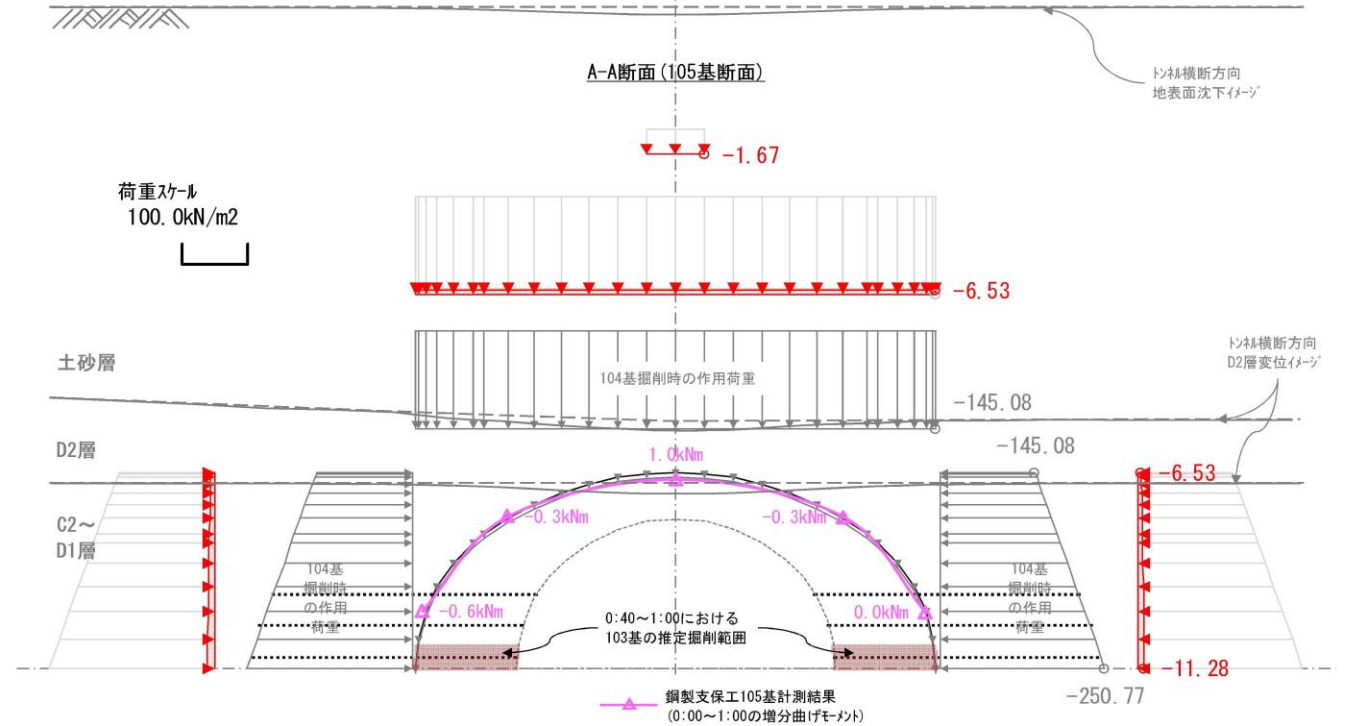 A-A断面(105基断面)
トンネル横断方向
地表面沈下イメージ
-1.67
荷重スケール
100.0kN/m2
-6.53
土砂層
104基掘削時の作用荷重
トンネル横断方向
D2層変位イメージ
-145.08
D2層
1.0kNm
-145.08
-6.53
C2～
D1層
-0.3kNm
-0.3kNm
104基
掘削時
の作用
荷重
104基
掘削時
の作用
荷重
-0.6kNm
0.0kNm
0:40～1:00における
103基の推定掘削範囲
-11.28
-250.77
鋼製支保工105基計測結果
(0:00～1:00の増分曲げモーメント)